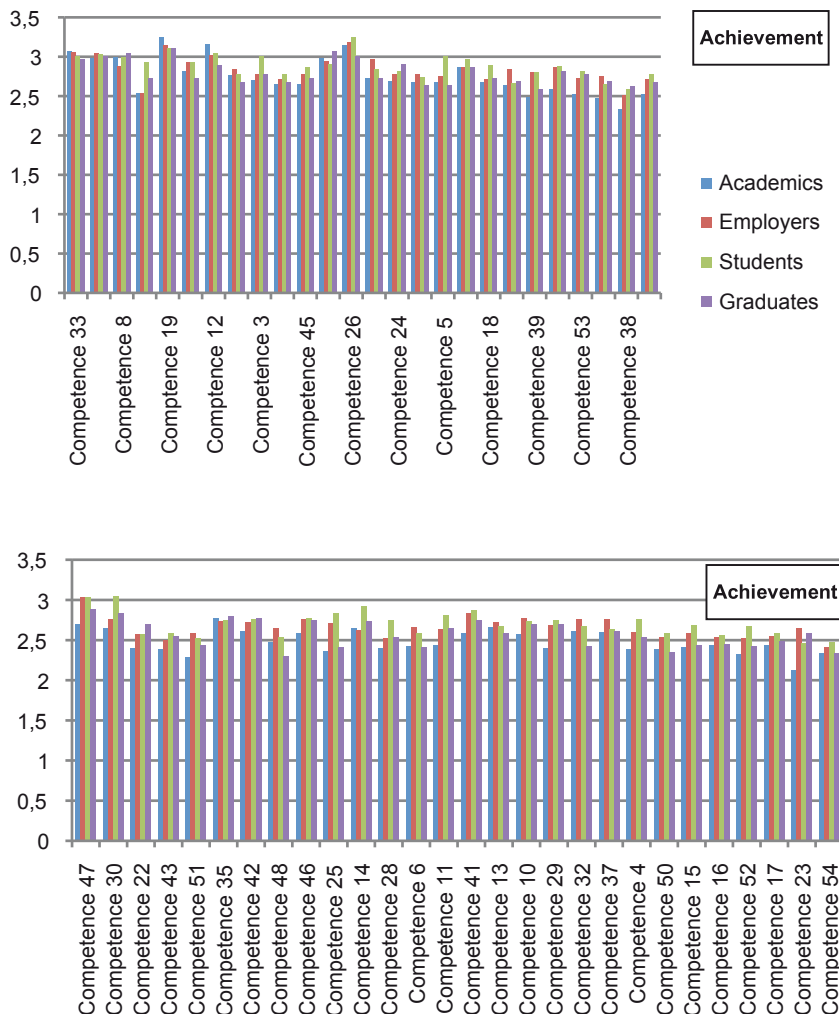 3,5
3
2,5
2
1,5
1
0,5
0
Achievement
Academics
Employers
Students
Graduates
Competence 33
Competence 8
Competence 19
Competence 12
Competence 3
Competence 45
Competence 26
Competence 24
Competence 5
Competence 18
Competence 39
Competence 53
Competence 38
3,5
3
2,5
2
1,5
1
0,5
0
Achievement
Competence 47
Competence 30
Competence 22
Competence 43
Competence 51
Competence 35
Competence 42
Competence 48
Competence 46
Competence 25
Competence 14
Competence 28
Competence 6
Competence 11
Competence 41
Competence 13
Competence 10
Competence 29
Competence 32
Competence 37
Competence 4
Competence 50
Competence 15
Competence 16
Competence 52
Competence 17
Competence 23
Competence 54